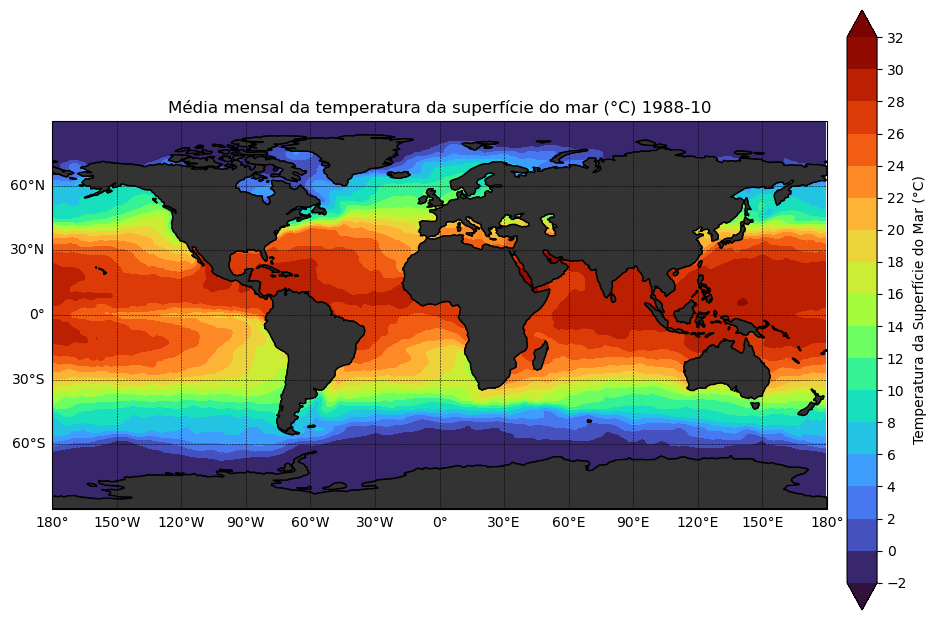 Média mensal da temperatura da superfície do mar (°C) 1988-10
60°N
30°N
0°
30°S
60°S
180° 150°W 120°W 90°W 60°W 30°W 0° 30°E 60°E 90°E 120°E 150°E 180°
32
30
28
26
24
22
20
18
16
14
12
10
8
6
4
2
0
−2
Temperatura da Superfície do Mar (°C)